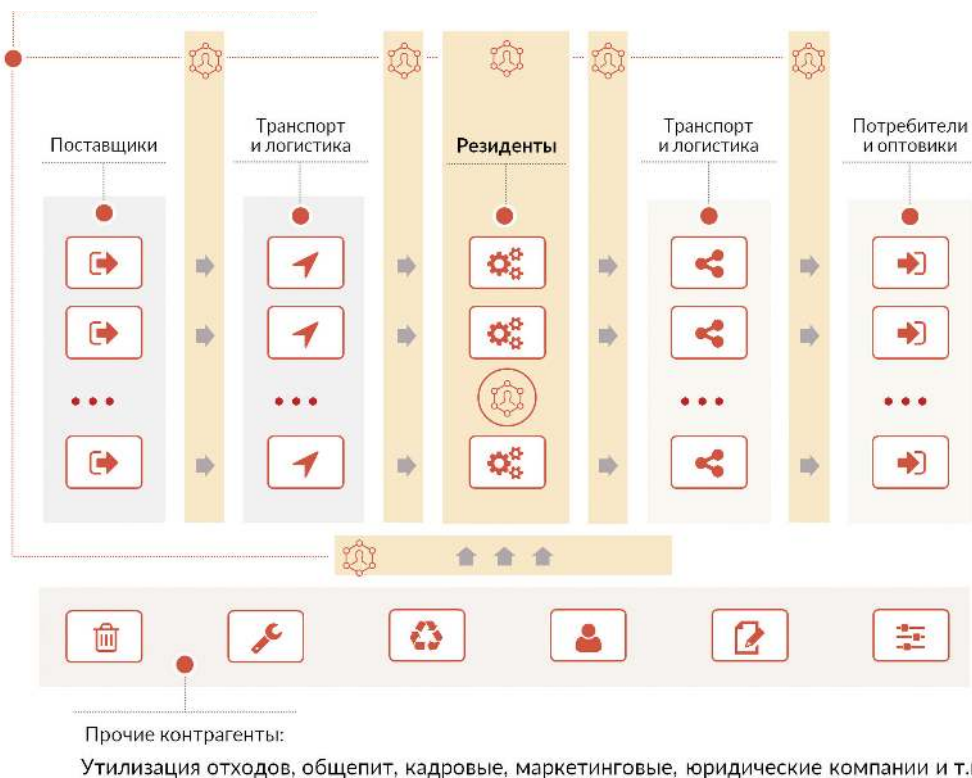 Поставщики
Транспорт
и логистика
Резиденты
Транспорт
и логистика
Потребители
и оптовики
Прочие контрагенты:
Утилизация отходов, общепит, кадровые, маркетинговые, юридические компании и т.